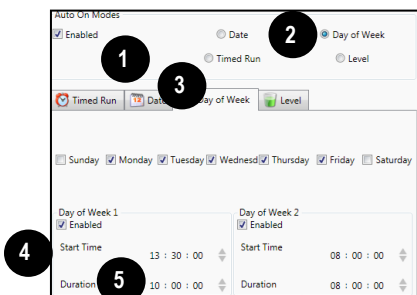 Auto On Modes
Enabled Date 2 Day of Week
1 Timed Run Level
3
Timed Run 12 Date Day of Week Level
Sunday Monday Tuesday Wednesd Thursday Friday Saturday
Day of Week 1 Day of Week 2
Enabled Enabled
4 Start Time 13 : 30 : 00 Start Time 08 : 00 : 00
Duration 5 10 : 00 : 00 Duration 08 : 00 : 00